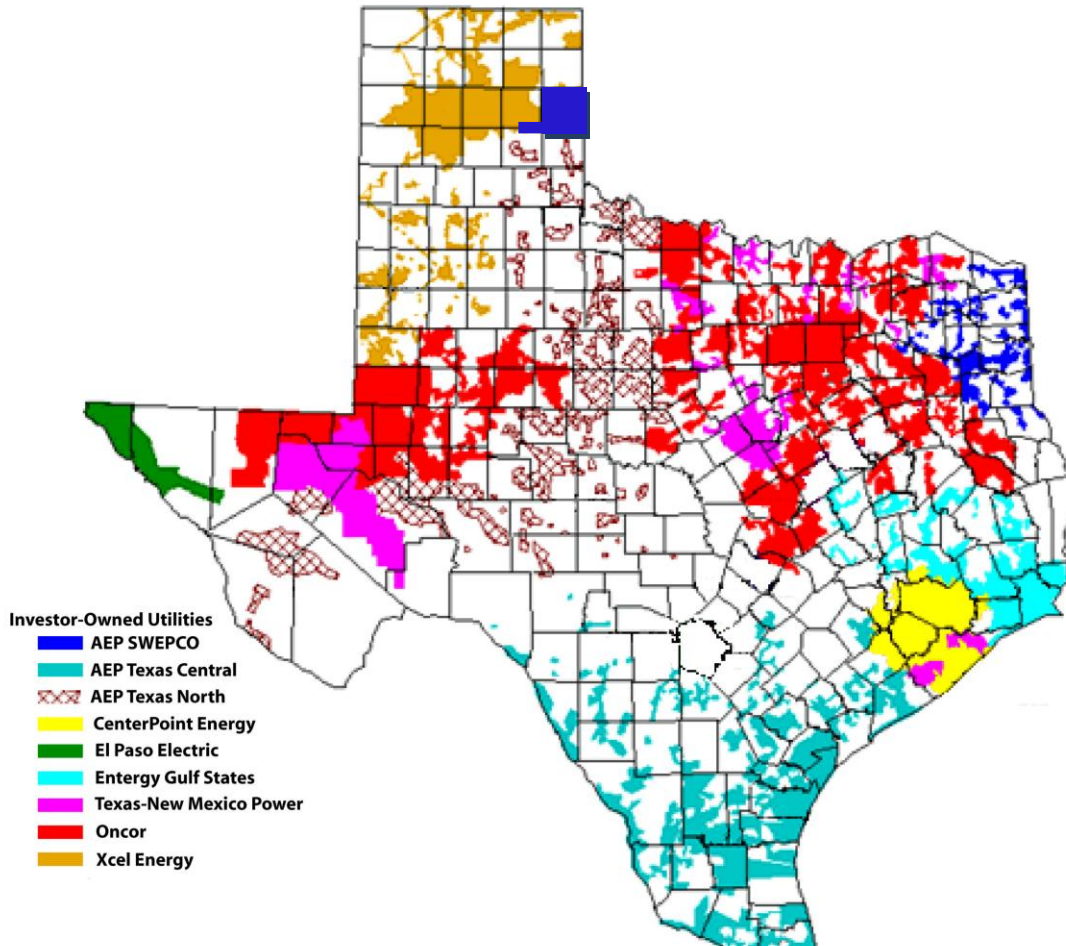 Investor-Owned Utilities
AEP SWEPCO
AEP Texas Central
AEP Texas North
CenterPoint Energy
El Paso Electric
Entergy Gulf States
Texas-New Mexico Power
Oncor
Xcel Energy